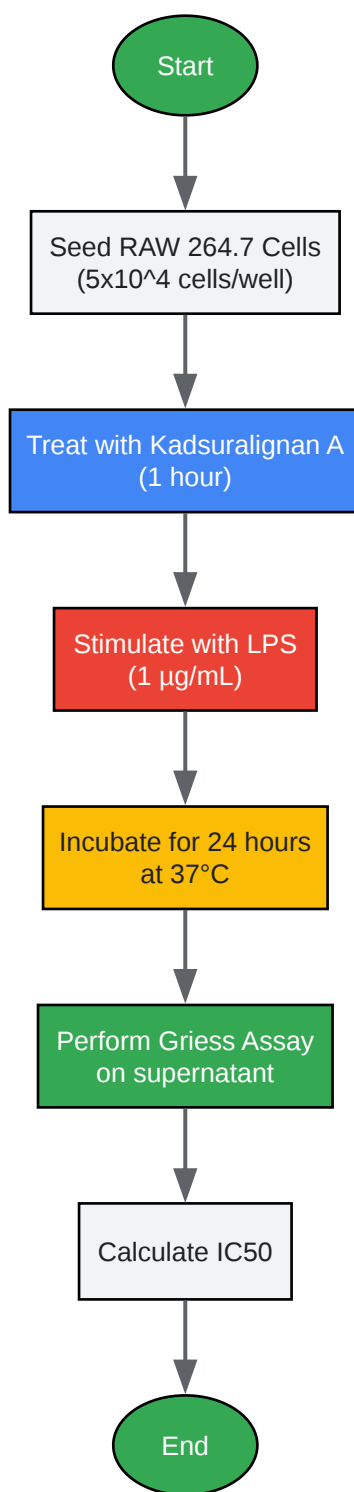 Start
Seed RAW 264.7 Cells
(5x10^4 cells/well)
Treat with Kadsuralignan A
(1 hour)
Stimulate with LPS
(1 µg/mL)
Incubate for 24 hours
at 37°C
Perform Griess Assay
on supernatant
Calculate IC50
End